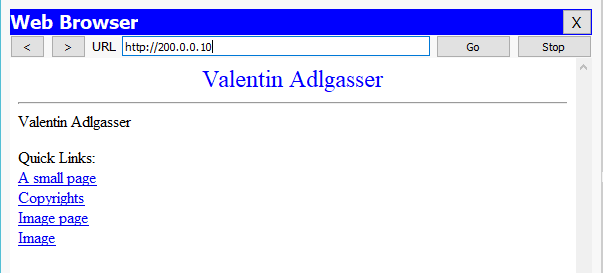 Web Browser X
< > URL http://200.0.0.10 Go Stop
Valentin Adlgasser
Valentin Adlgasser
Quick Links:
A small page
Copyrights
Image page
Image